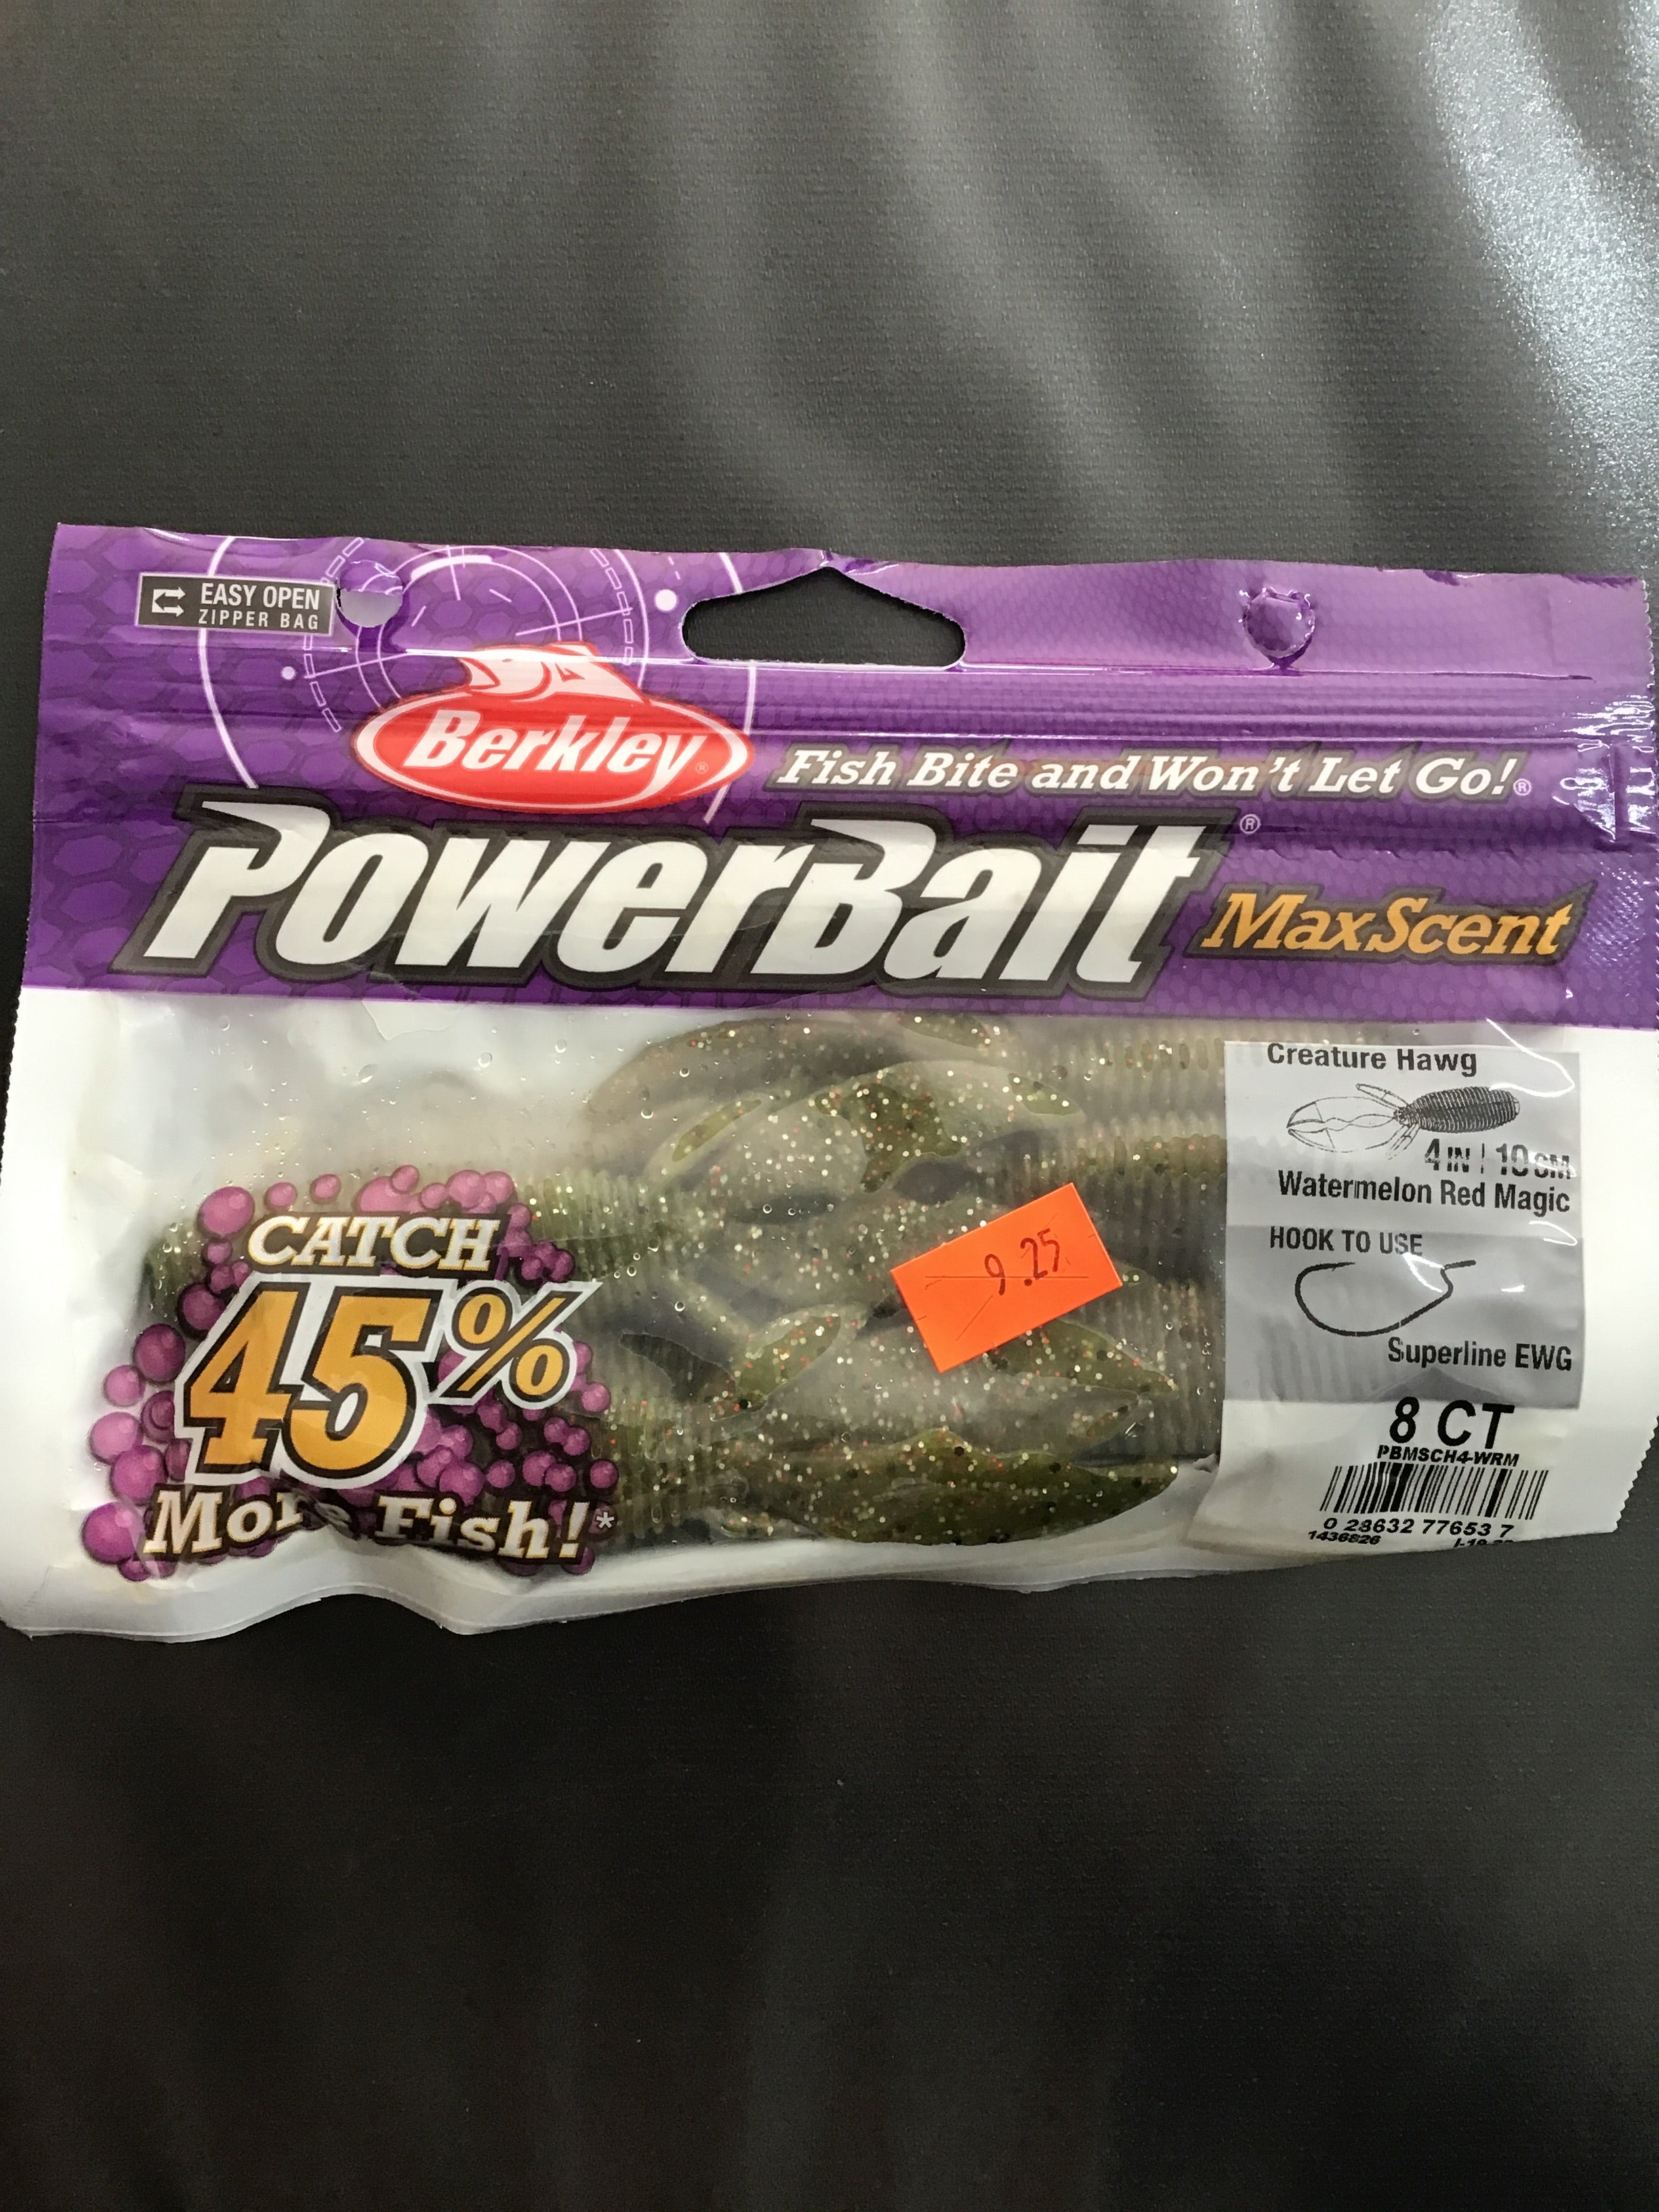 EASY OPEN
ZIPPER BAG
Berkley®
Fish Bite and Won't Let Go!®
PowerBait®
MaxScent
Creature Hawg
4 IN | 10 CM
Watermelon Red Magic
HOOK TO USE
Superline EWG
9.25
CATCH
45%
More Fish!*
8 CT
PBMSCH4-WRM
0 28632 77653 7
1436826